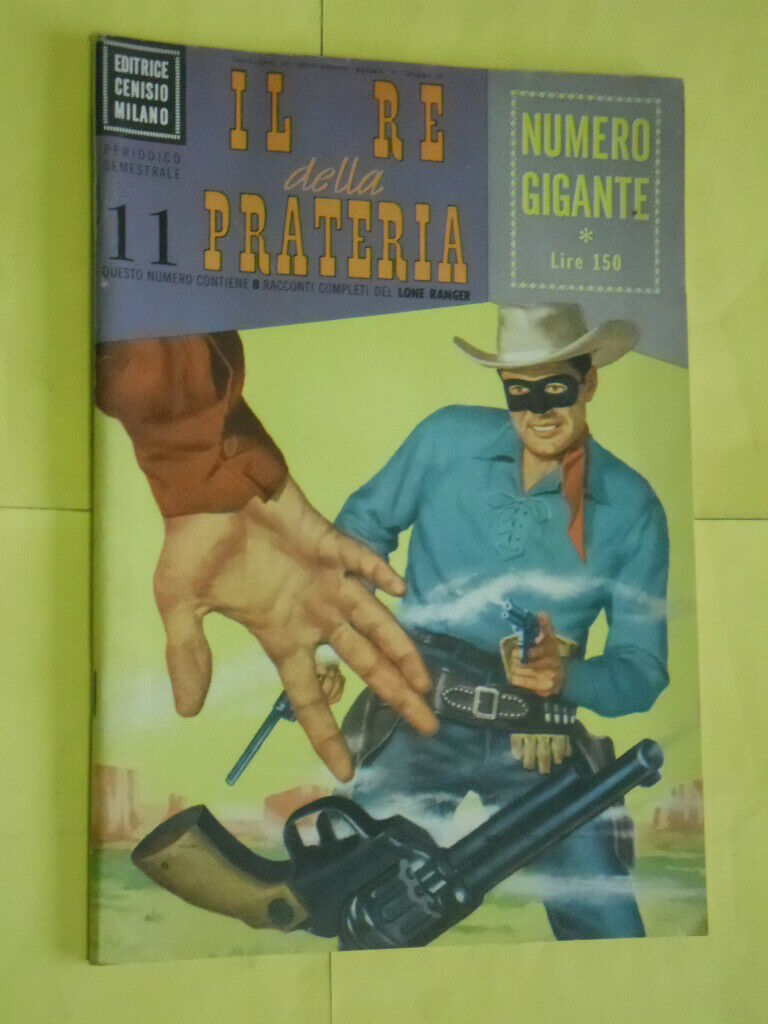 EDITRICE
CENISIO
MILANO
PERIODICO
SEMESTRALE
11
IL RE
della
PRATERIA
QUESTO NUMERO CONTIENE 8 RACCONTI COMPLETI DEL LONE RANGER
NUMERO
GIGANTE
*
Lire 150